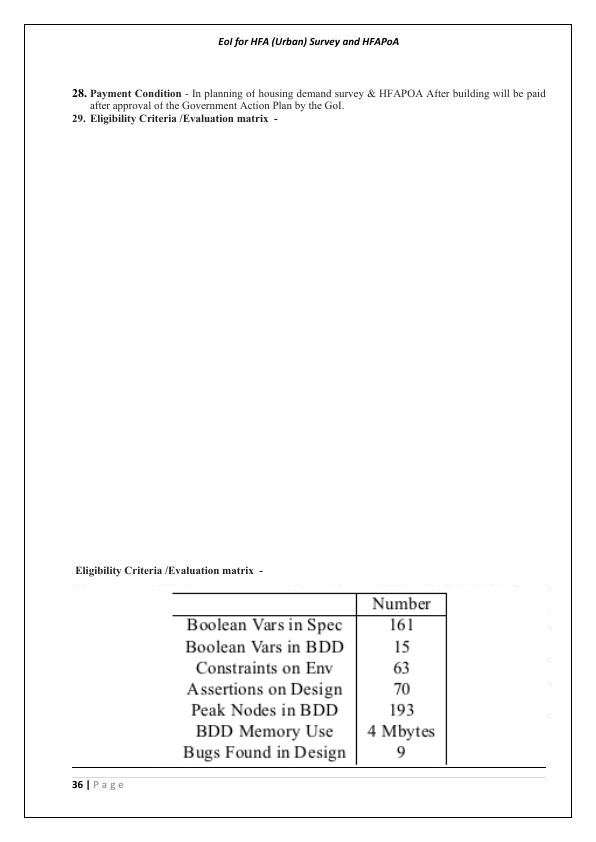 EoI for HFA (Urban) Survey and HFAPoA
28. Payment Condition - In planning of housing demand survey & HFAPOA After building will be paid
after approval of the Government Action Plan by the GoI.
29. Eligibility Criteria /Evaluation matrix -
Eligibility Criteria /Evaluation matrix -
Number
Boolean Vars in Spec 161
Boolean Vars in BDD 15
Constraints on Env 63
Assertions on Design 70
Peak Nodes in BDD 193
BDD Memory Use 4 Mbytes
Bugs Found in Design 9
36 | Page